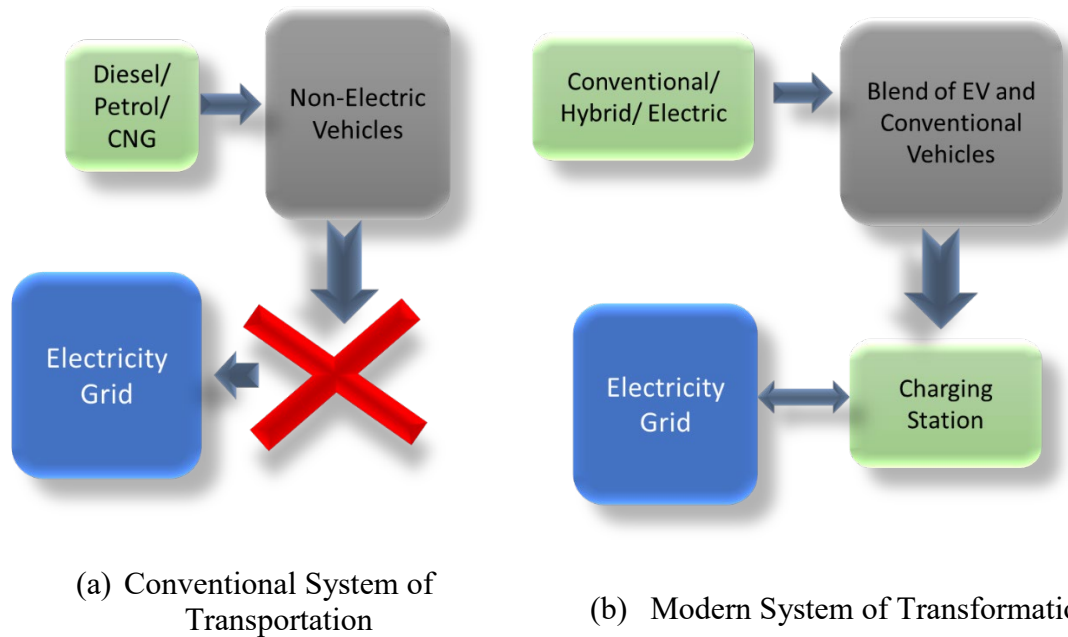 Diesel/
Petrol/
CNG
Non-Electric
Vehicles
Electricity
Grid
(a) Conventional System of
Transportation
Conventional/
Hybrid/ Electric
Blend of EV and
Conventional
Vehicles
Electricity
Grid
Charging
Station
(b) Modern System of Transformatio